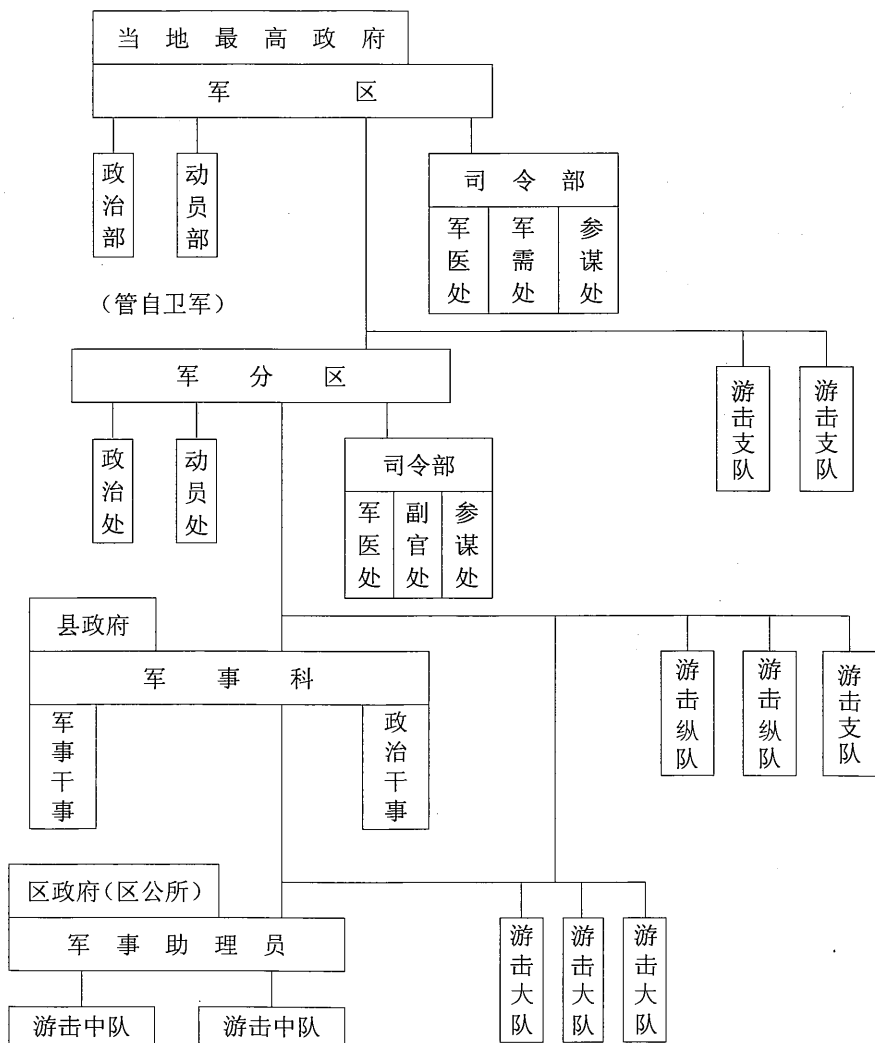 当地最高政府
军区
政治部
动员部
司令部
军医处
军需处
参谋处
（管自卫军）
军分区
游击支队
游击支队
政治处
动员处
司令部
军医处
副官处
参谋处
县政府
军事科
军事干事
政治干事
游击纵队
游击纵队
游击支队
区政府（区公所）
军事助理员
游击大队
游击大队
游击大队
游击中队
游击中队